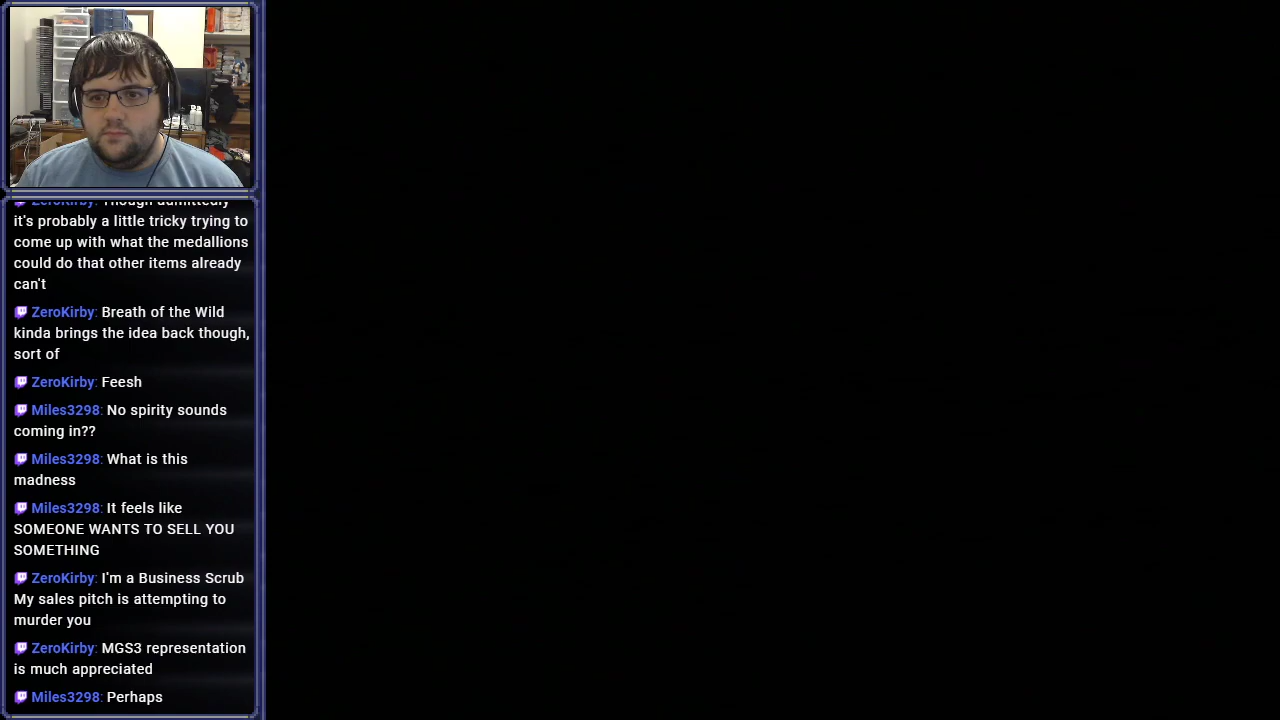 ZeroKirby: Though admittedly
it's probably a little tricky trying to
come up with what the medallions
could do that other items already
can't
ZeroKirby: Breath of the Wild
kinda brings the idea back though,
sort of
ZeroKirby: Feesh
Miles3298: No spirity sounds
coming in??
Miles3298: What is this
madness
Miles3298: It feels like
SOMEONE WANTS TO SELL YOU
SOMETHING
ZeroKirby: I'm a Business Scrub
My sales pitch is attempting to
murder you
ZeroKirby: MGS3 representation
is much appreciated
Miles3298: Perhaps